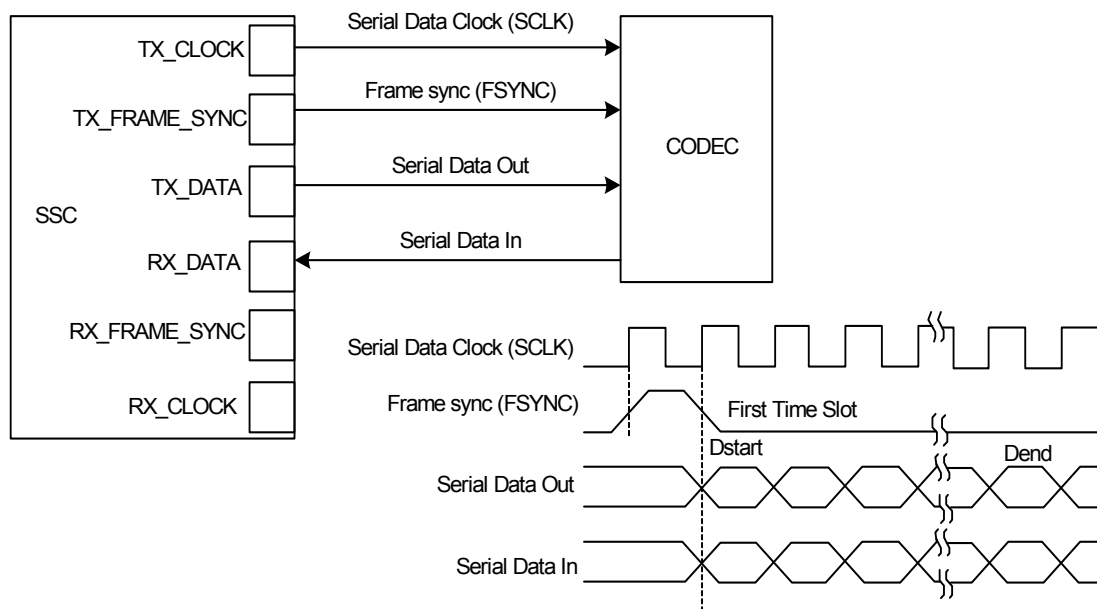 Serial Data Clock (SCLK)
TX_CLOCK
Frame sync (FSYNC)
TX_FRAME_SYNC
CODEC
Serial Data Out
TX_DATA
SSC
Serial Data In
RX_DATA
RX_FRAME_SYNC
RX_CLOCK
Serial Data Clock (SCLK)
Frame sync (FSYNC)
First Time Slot
Dstart
Dend
Serial Data Out
Serial Data In